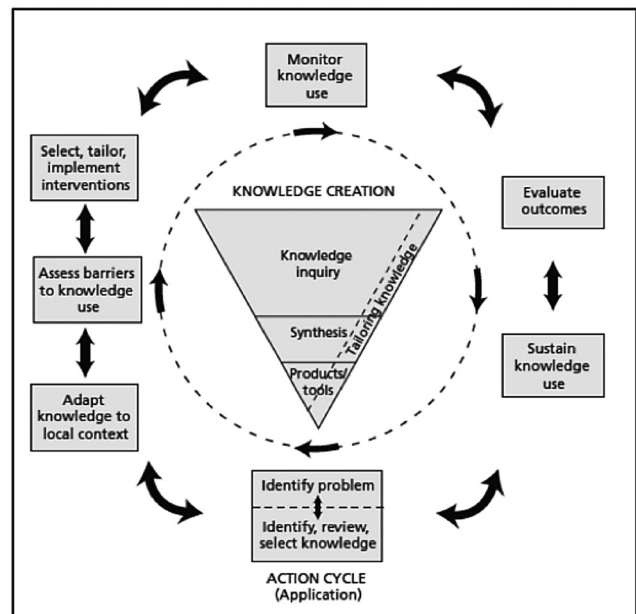 Monitor
knowledge
use
Select, tailor,
implement
interventions
KNOWLEDGE CREATION
Evaluate
outcomes
Knowledge
inquiry
Tailoring knowledge
Assess barriers
to knowledge
use
Synthesis
Sustain
knowledge
use
Products/
tools
Adapt
knowledge to
local context
Identify problem
Identify, review,
select knowledge
ACTION CYCLE
(Application)